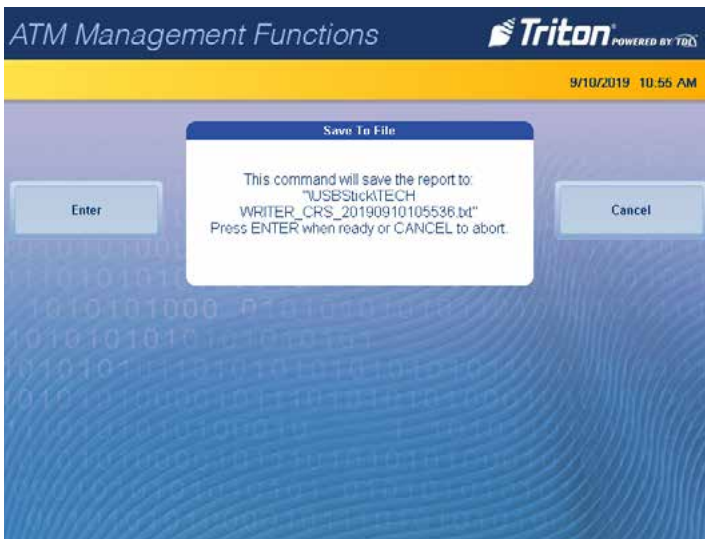 ATM Management Functions
Triton POWERED BY TDG
9/10/2019 10:55 AM
Save To File
This command will save the report to:
"\USBStick\TECH
WRITER_CRS_20190910105536.txt"
Press ENTER when ready or CANCEL to abort.
Enter
Cancel